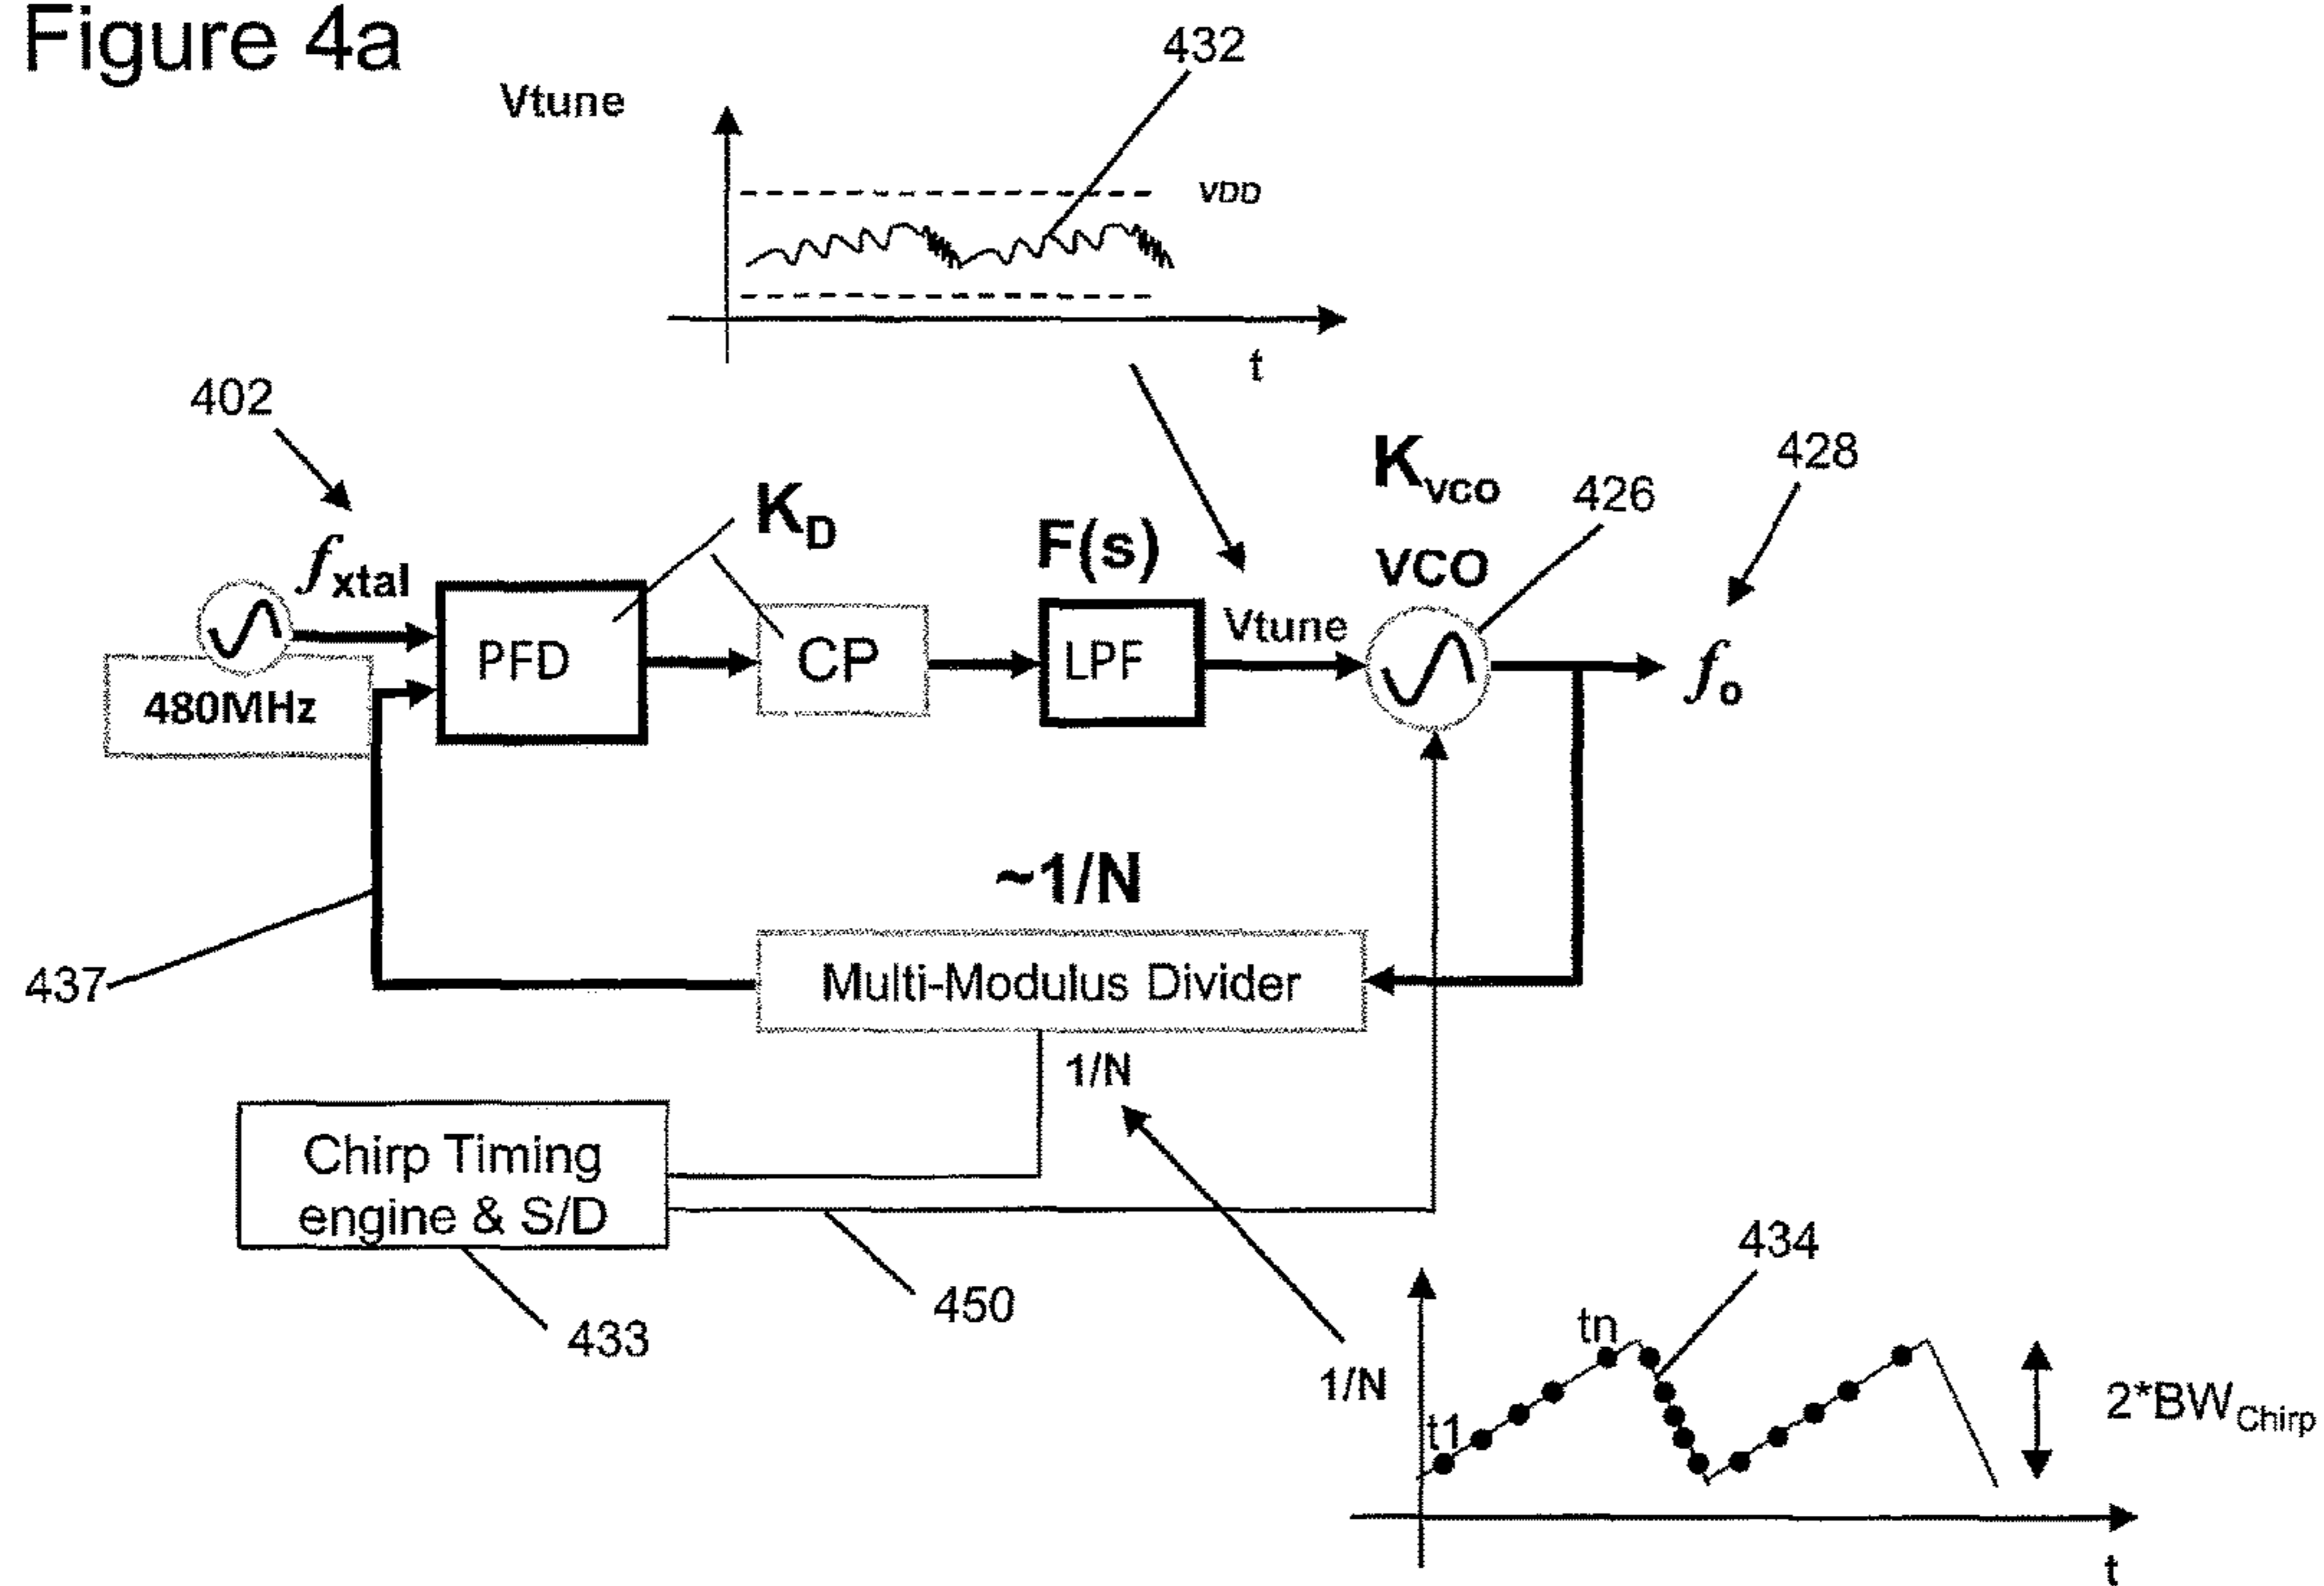 Figure 4a
432
Vtune
VDD
t
402
428
Kvco
426
KD
F(s)
VCO
fxtal
Vtune
PFD
CP
LPF
fo
480MHz
~1/N
Multi-Modulus Divider
437
1/N
Chirp Timing
engine & S/D
434
450
433
tn
1/N
2*BWChirp
t1
t